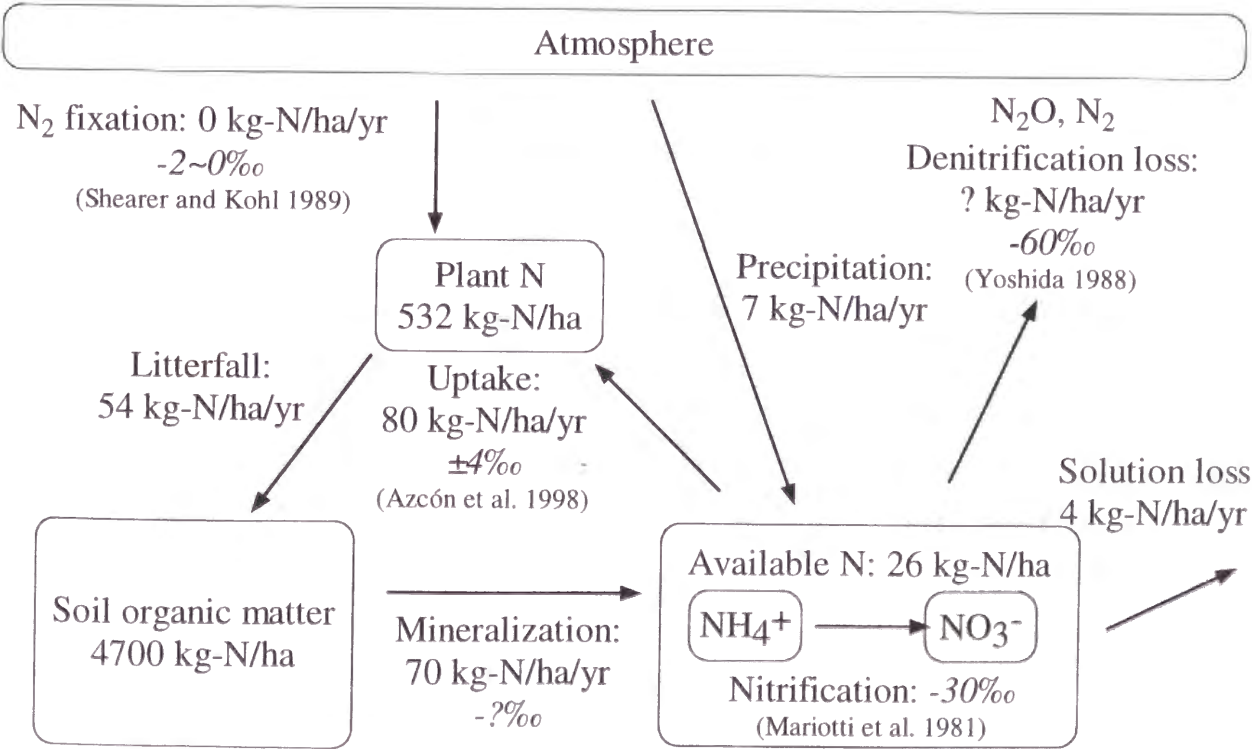 Atmosphere
N2 fixation: 0 kg-N/ha/yr
-2~0‰
(Shearer and Kohl 1989)
N2O, N2
Denitrification loss:
? kg-N/ha/yr
-60‰
(Yoshida 1988)
Precipitation:
7 kg-N/ha/yr
Plant N
532 kg-N/ha
Litterfall:
54 kg-N/ha/yr
Uptake:
80 kg-N/ha/yr
±4‰
(Azcón et al. 1998)
Solution loss
4 kg-N/ha/yr
Soil organic matter
4700 kg-N/ha
Mineralization:
70 kg-N/ha/yr
-?‰
Available N: 26 kg-N/ha
NH4+ NO3-
Nitrification: -30‰
(Mariotti et al. 1981)